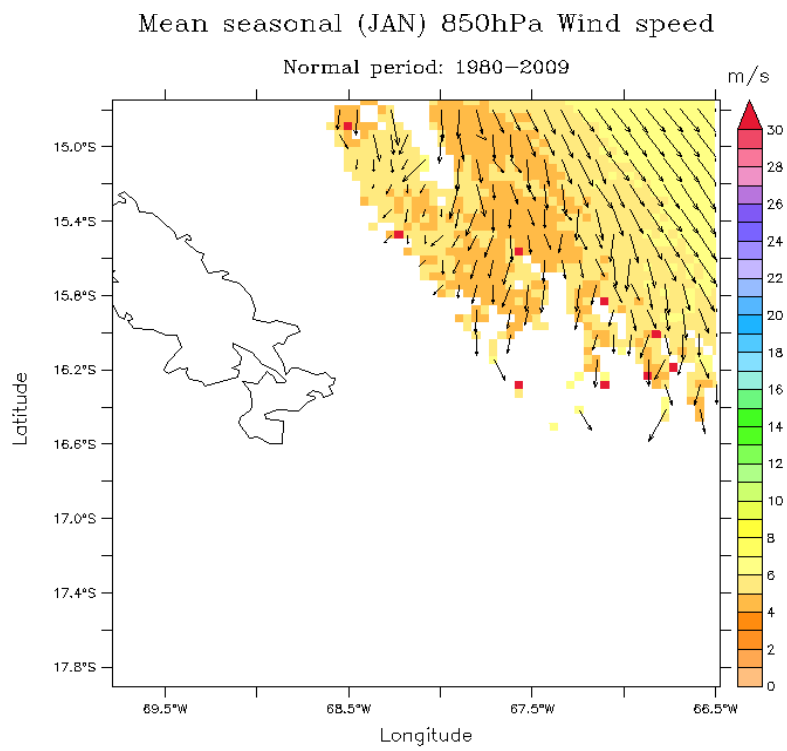 Mean seasonal (JAN) 850hPa Wind speed
Normal period: 1980-2009
m/s
30
28
26
24
22
20
18
16
14
12
10
8
6
4
2
0
15.0°S
15.4°S
15.8°S
16.2°S
16.6°S
17.0°S
17.4°S
17.8°S
Latitude
69.5°W
68.5°W
67.5°W
66.5°W
Longitude